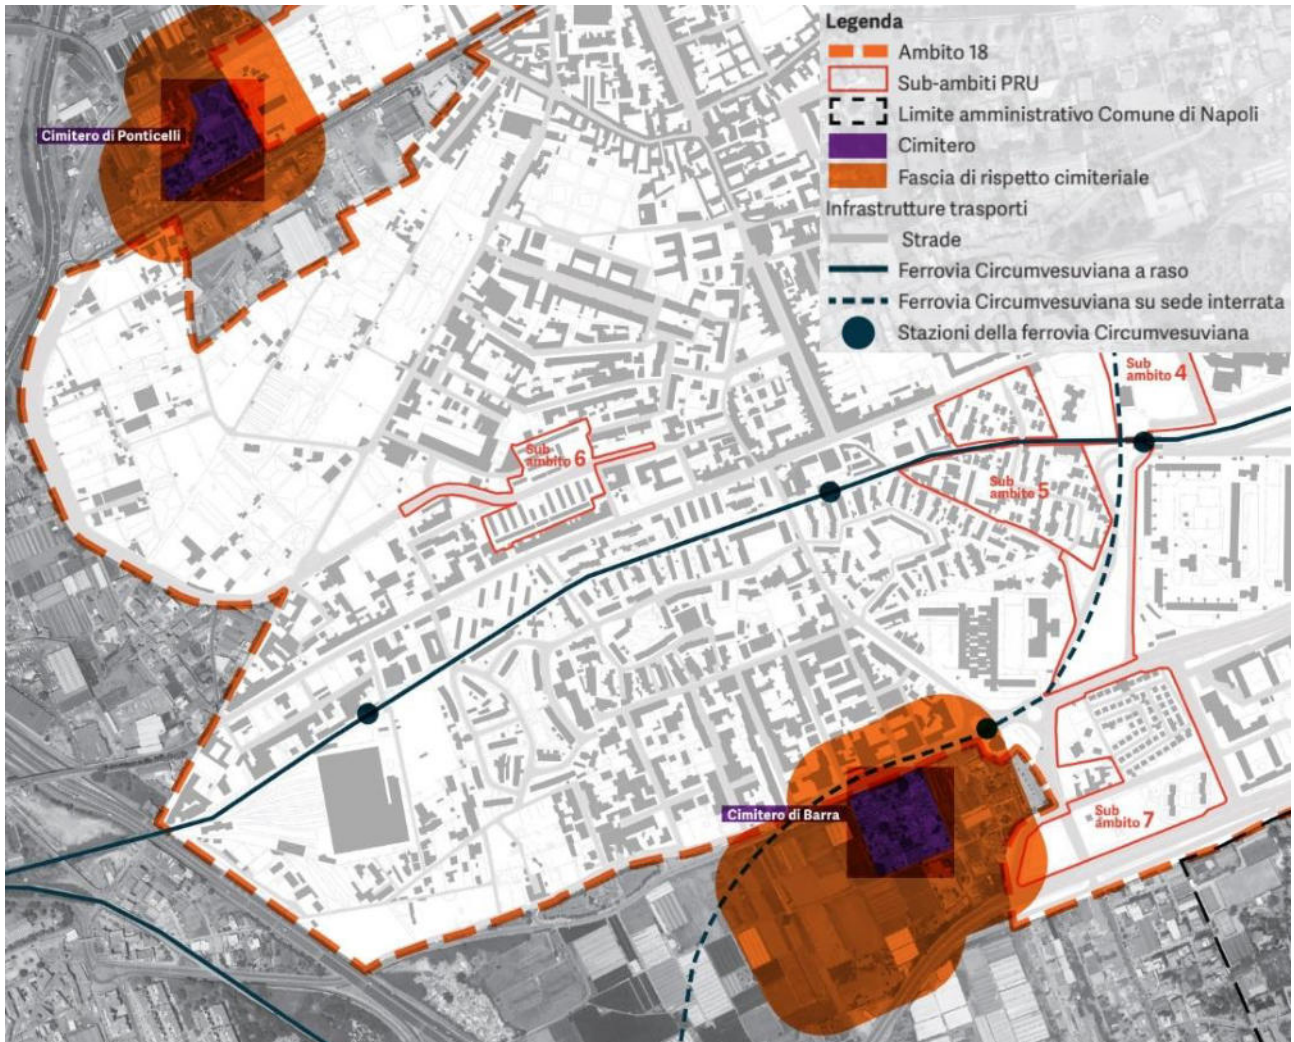 Legenda
Ambito 18
Sub-ambiti PRU
Limite amministrativo Comune di Napoli
Cimitero
Fascia di rispetto cimiteriale
Infrastrutture trasporti
Strade
Ferrovia Circumvesuviana a raso
Ferrovia Circumvesuviana su sede interrata
Stazioni della ferrovia Circumvesuviana
Cimitero di Ponticelli
Sub
ambito 4
Sub
ambito 6
Sub
ambito 5
Cimitero di Barra
Sub
ambito 7